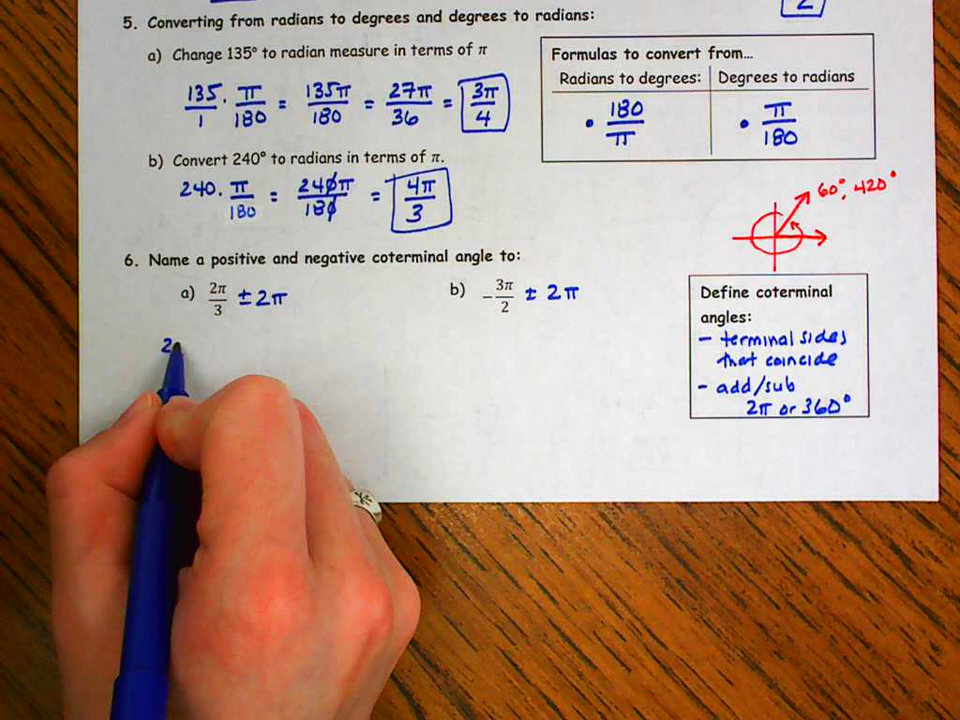 2
5. Converting from radians to degrees and degrees to radians:
a) Change 135° to radian measure in terms of π
135/1 · π/180 = 135π/180 = 27π/36 = 3π/4
Formulas to convert from...
Radians to degrees: Degrees to radians
· 180/π · π/180
b) Convert 240° to radians in terms of π.
240 · π/180 = 240π/180 = 4π/3
60°, 420°
6. Name a positive and negative coterminal angle to:
a) 2π/3 ± 2π
b) −3π/2 ± 2π
2
Define coterminal
angles:
- terminal sides
that coincide
- add/sub
2π or 360°